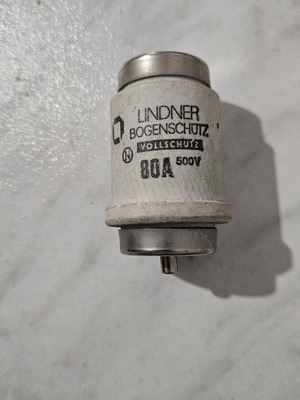 LINDNER
BOGENSCHUTZ
VOLLSCHUTZ
80A 500V